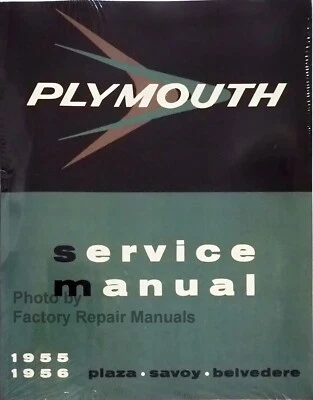 PLYMOUTH
service
manual
Photo by
Factory Repair Manuals
1955
1956 plaza • savoy • belvedere